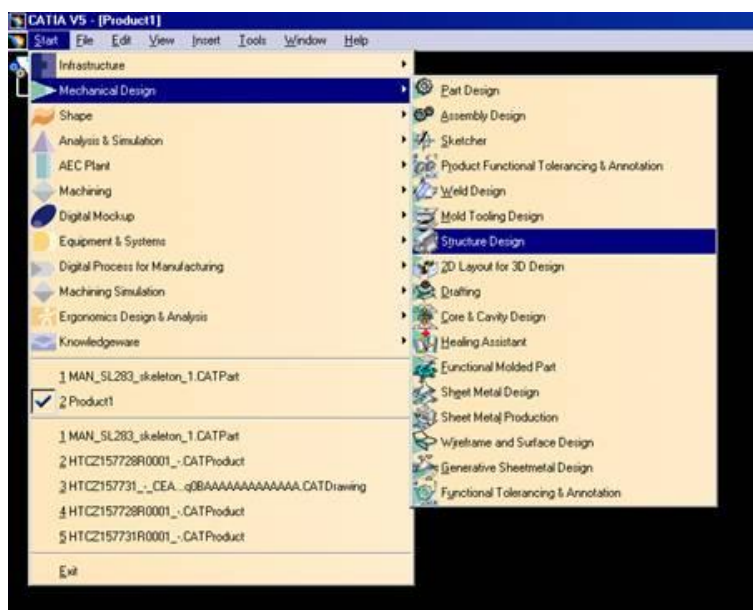 CATIA V5 - [Product1]
Start File Edit View Insert Tools Window Help
Infrastructure
Mechanical Design
Shape
Analysis & Simulation
AEC Plant
Machining
Digital Mockup
Equipment & Systems
Digital Process for Manufacturing
Machining Simulation
Ergonomics Design & Analysis
Knowledgeware
1 MAN_SL283_skeleton_1.CATPart
2 Product1
1 MAN_SL283_skeleton_1.CATPart
2 HTCZ157728R0001_-.CATProduct
3 HTCZ157731_-_CEA...q0BAAAAAAAAAAAAA.CATDrawing
4 HTCZ157728R0001_-.CATProduct
5 HTCZ157731R0001_-.CATProduct
Exit
Part Design
Assembly Design
Sketcher
Product Functional Tolerancing & Annotation
Weld Design
Mold Tooling Design
Structure Design
2D Layout for 3D Design
Drafting
Core & Cavity Design
Healing Assistant
Functional Molded Part
Sheet Metal Design
Sheet Metal Production
Wireframe and Surface Design
Generative Sheetmetal Design
Functional Tolerancing & Annotation